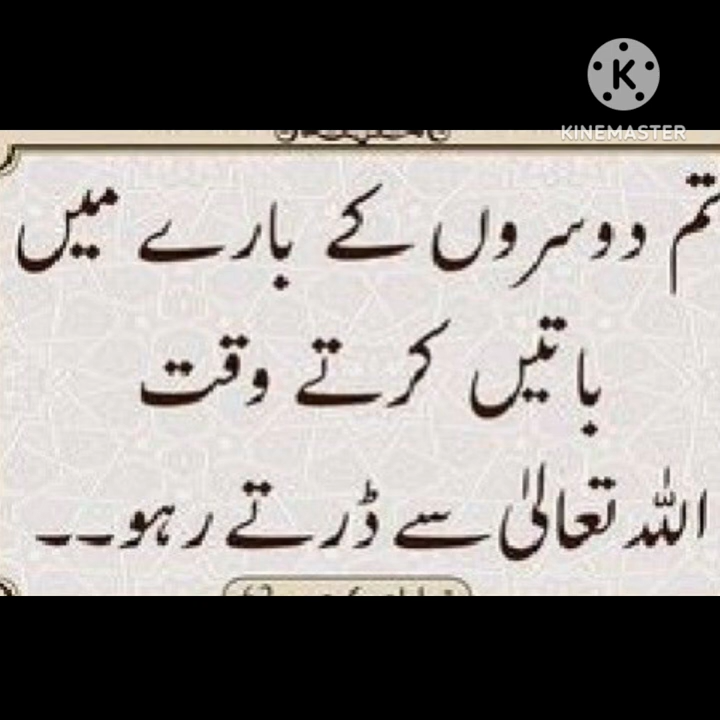 K
KINEMASTER
تم دوسروں کے بارے میں
باتیں کرتے وقت
اللہ تعالیٰ سے ڈرتے رہو۔۔